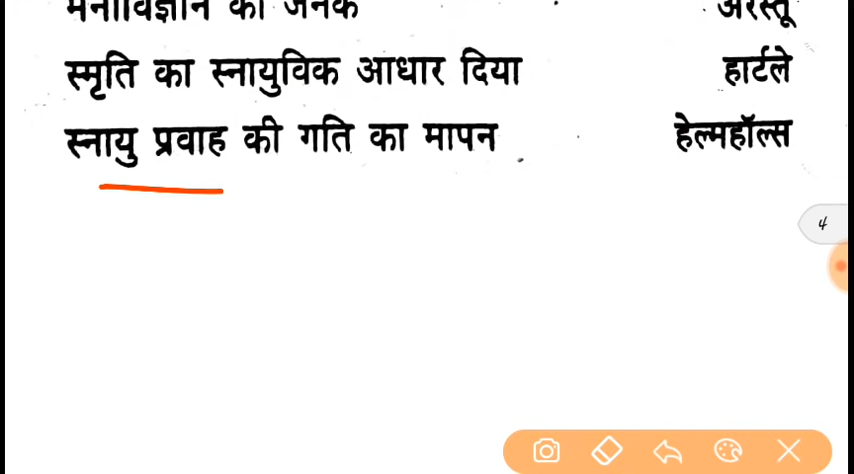 मनोविज्ञान का जनक अरस्तू
स्मृति का स्नायुविक आधार दिया हार्टले
स्नायु प्रवाह की गति का मापन हेल्महॉल्स
4